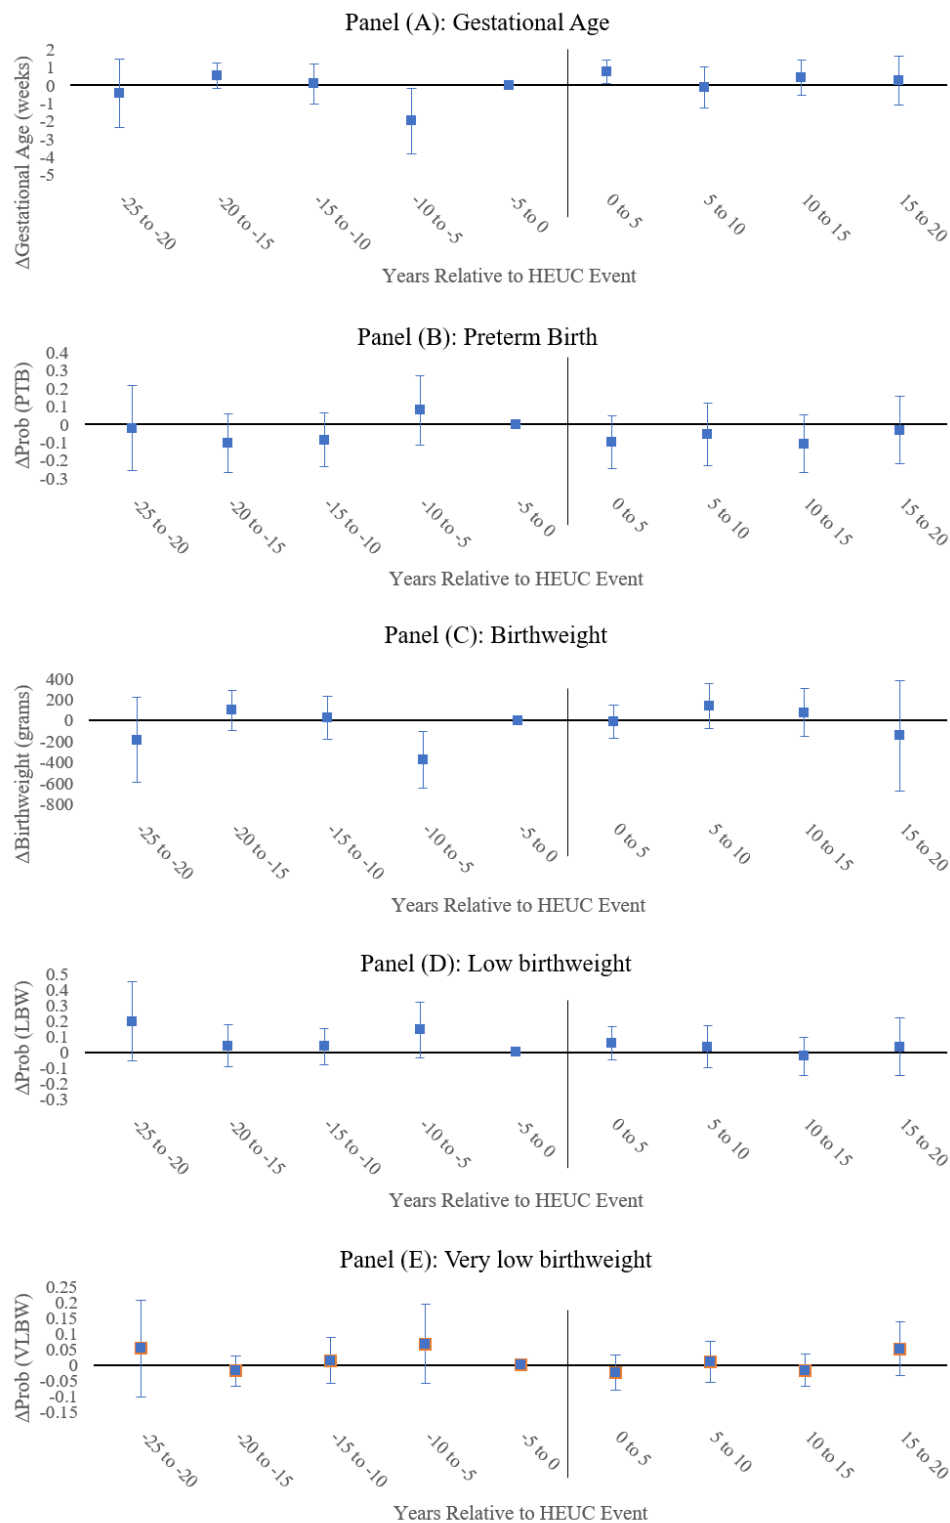 Panel (A): Gestational Age
ΔGestational Age (weeks)
2
1
0
-1
-2
-3
-4
-5
-25 to -20
-20 to -15
-15 to -10
-10 to -5
-5 to 0
0 to 5
5 to 10
10 to 15
15 to 20
Years Relative to HEUC Event
Panel (B): Preterm Birth
ΔProb (PTB)
0.4
0.3
0.2
0.1
0
-0.1
-0.2
-0.3
-25 to -20
-20 to -15
-15 to -10
-10 to -5
-5 to 0
0 to 5
5 to 10
10 to 15
15 to 20
Years Relative to HEUC Event
Panel (C): Birthweight
ΔBirthweight (grams)
400
200
0
-200
-400
-600
-800
-25 to -20
-20 to -15
-15 to -10
-10 to -5
-5 to 0
0 to 5
5 to 10
10 to 15
15 to 20
Years Relative to HEUC Event
Panel (D): Low birthweight
ΔProb (LBW)
0.5
0.4
0.3
0.2
0.1
0
-0.1
-0.2
-0.3
-25 to -20
-20 to -15
-15 to -10
-10 to -5
-5 to 0
0 to 5
5 to 10
10 to 15
15 to 20
Years Relative to HEUC Event
Panel (E): Very low birthweight
ΔProb (VLBW)
0.25
0.2
0.15
0.1
0.05
0
-0.05
-0.1
-0.15
-25 to -20
-20 to -15
-15 to -10
-10 to -5
-5 to 0
0 to 5
5 to 10
10 to 15
15 to 20
Years Relative to HEUC Event